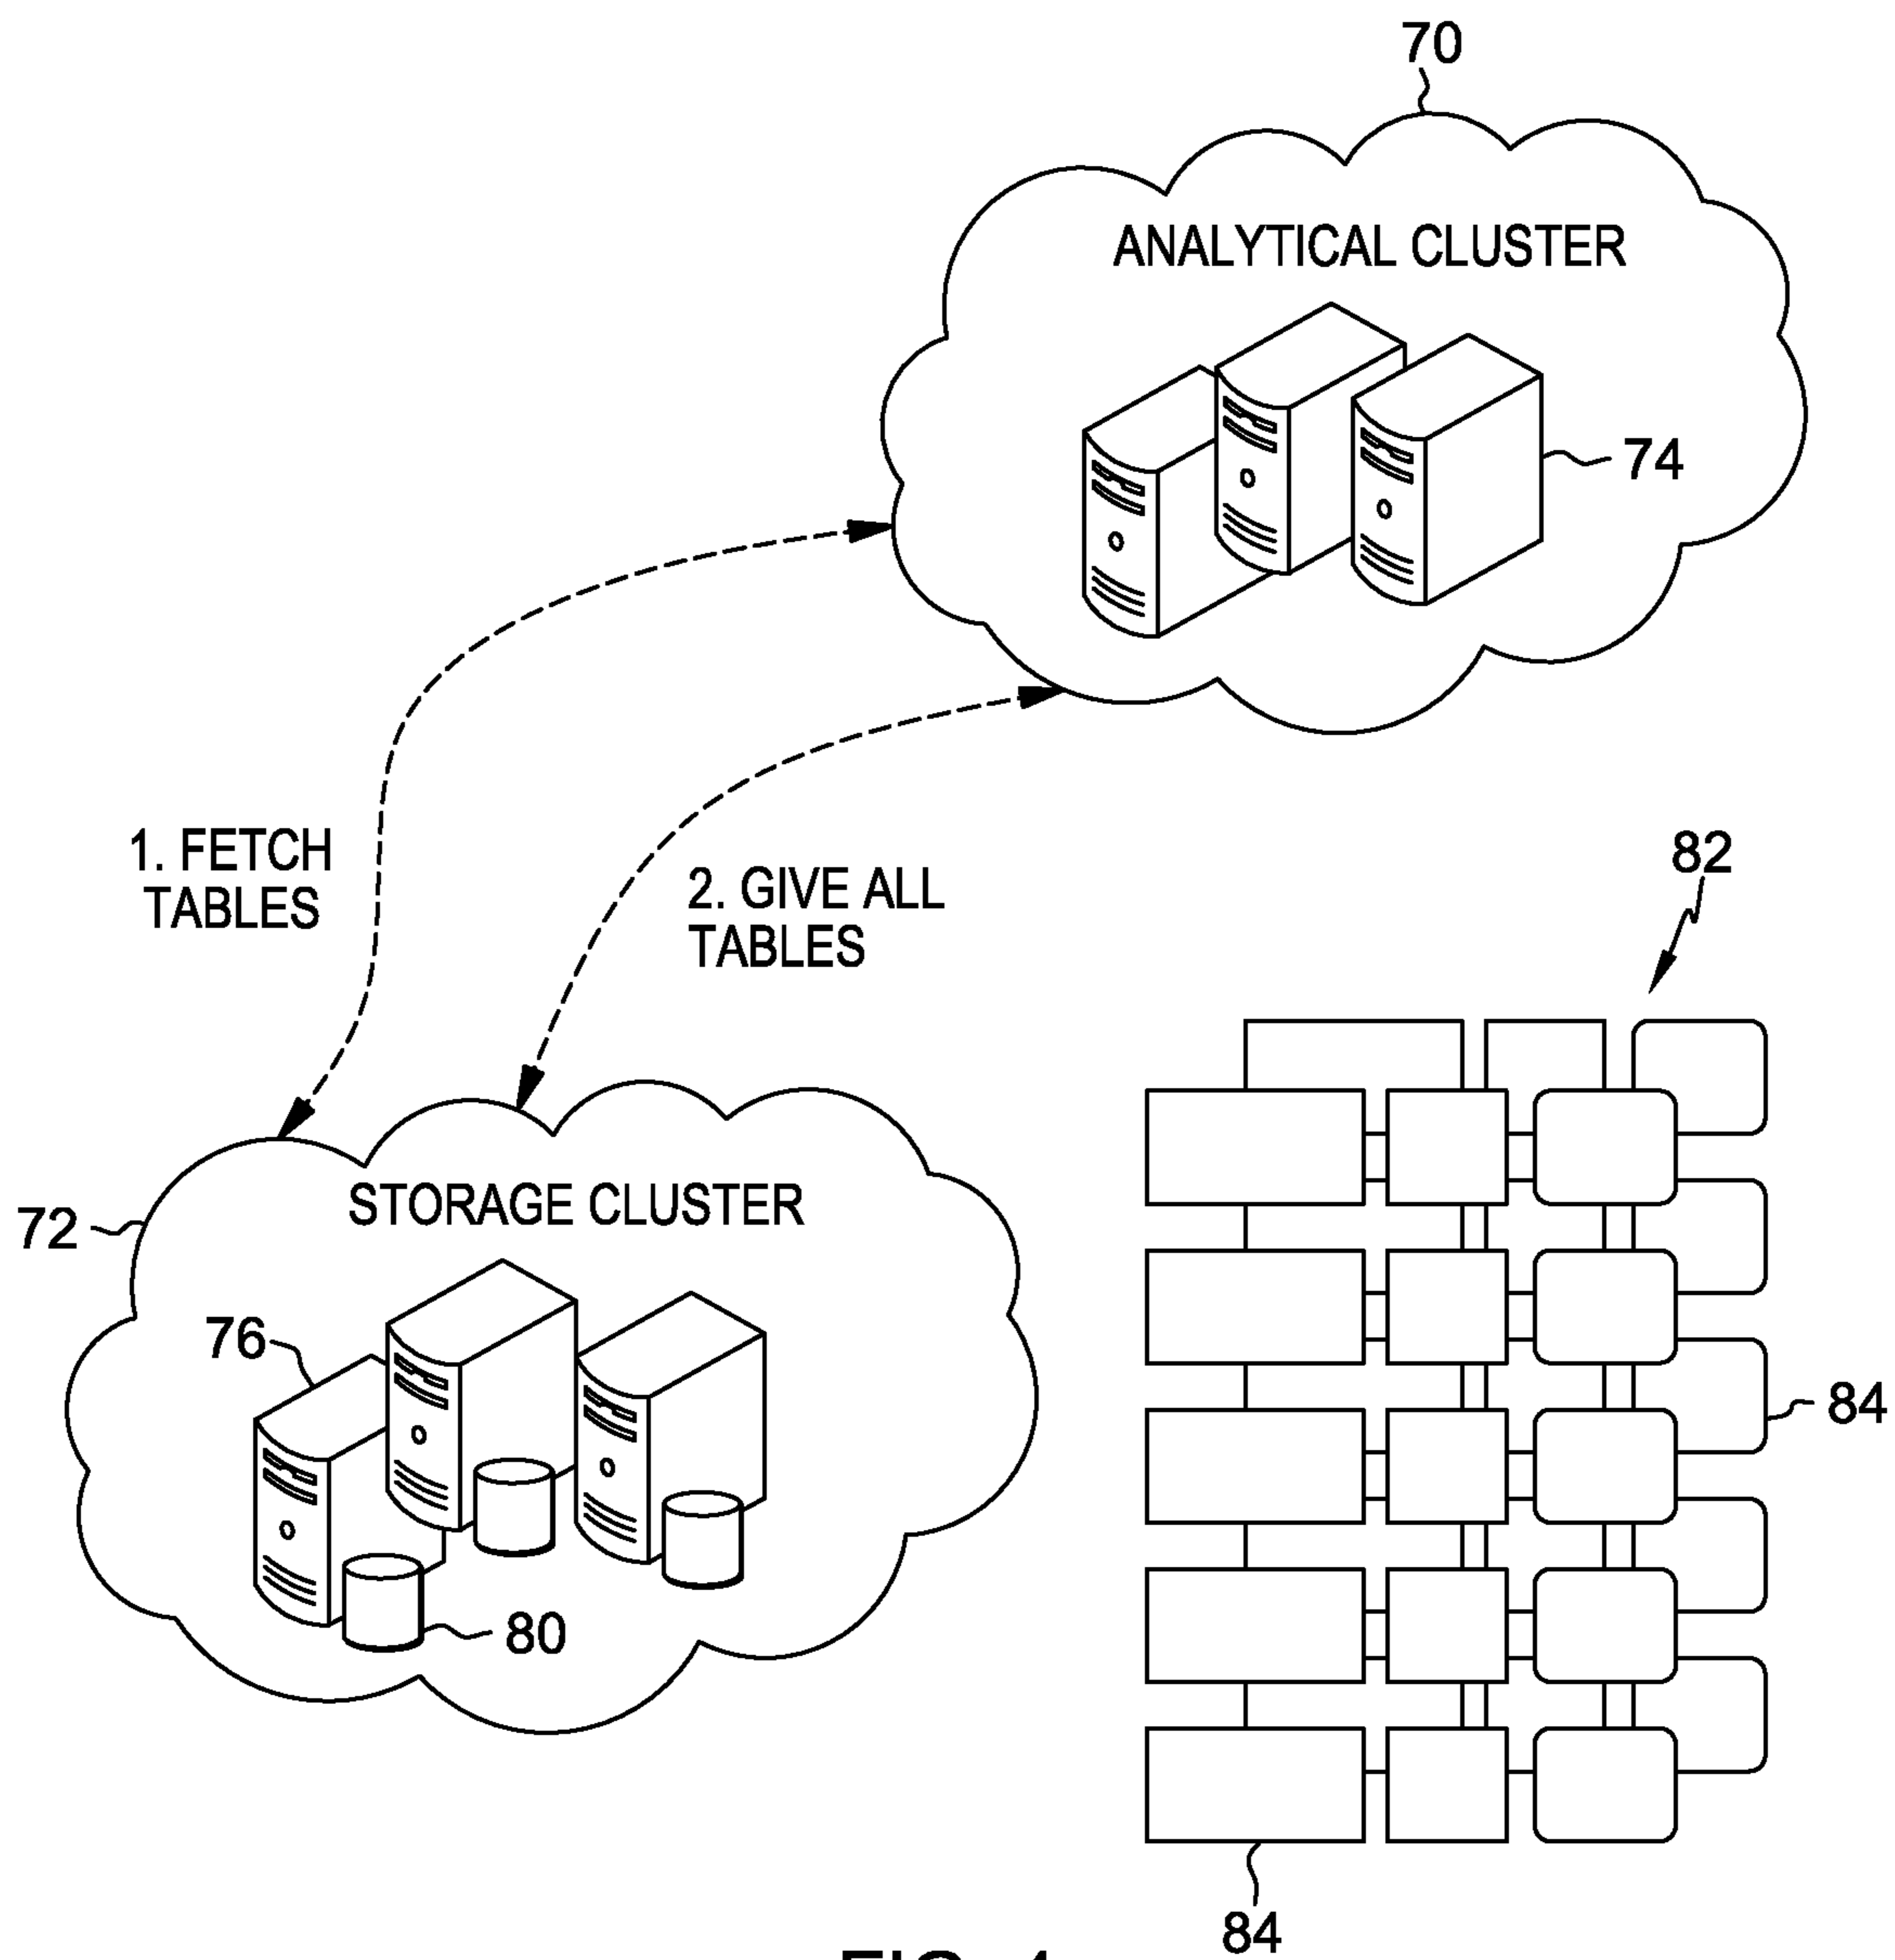 70
ANALYTICAL CLUSTER
74
1. FETCH
TABLES
2. GIVE ALL
TABLES
82
72
STORAGE CLUSTER
76
84
80
84